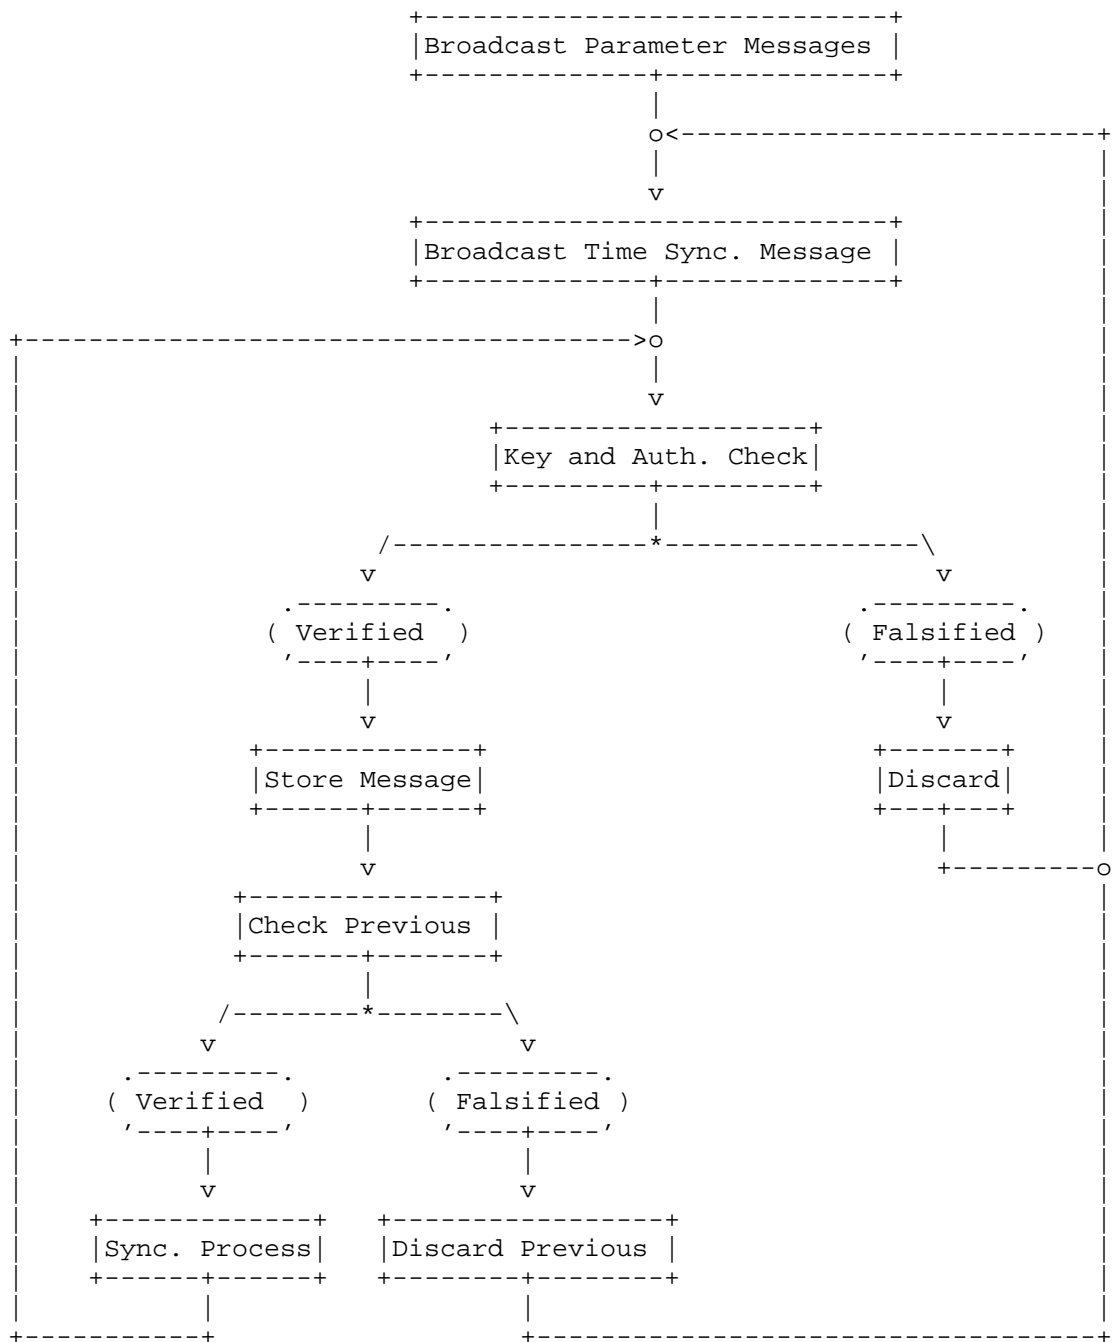 Broadcast Parameter Messages
Broadcast Time Sync. Message
Key and Auth. Check
Verified Falsified
Store Message Discard
Check Previous
Verified Falsified
Sync. Process Discard Previous